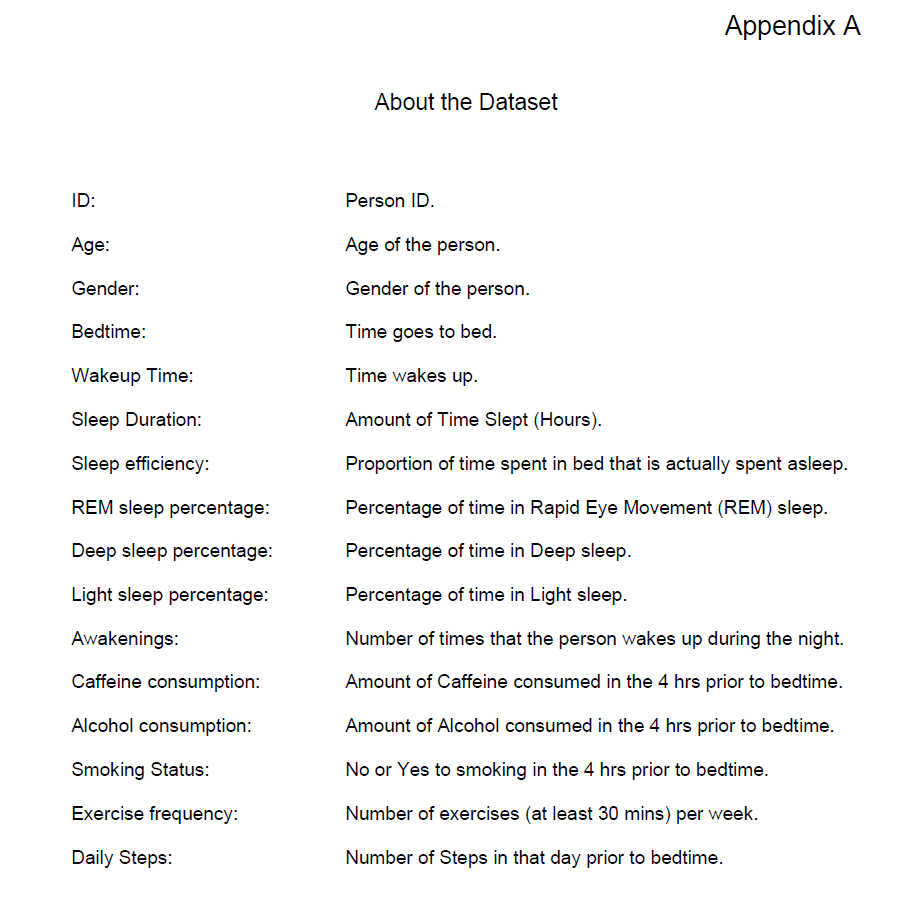 Appendix A
About the Dataset
ID: Person ID.
Age: Age of the person.
Gender: Gender of the person.
Bedtime: Time goes to bed.
Wakeup Time: Time wakes up.
Sleep Duration: Amount of Time Slept (Hours).
Sleep efficiency: Proportion of time spent in bed that is actually spent asleep.
REM sleep percentage: Percentage of time in Rapid Eye Movement (REM) sleep.
Deep sleep percentage: Percentage of time in Deep sleep.
Light sleep percentage: Percentage of time in Light sleep.
Awakenings: Number of times that the person wakes up during the night.
Caffeine consumption: Amount of Caffeine consumed in the 4 hrs prior to bedtime.
Alcohol consumption: Amount of Alcohol consumed in the 4 hrs prior to bedtime.
Smoking Status: No or Yes to smoking in the 4 hrs prior to bedtime.
Exercise frequency: Number of exercises (at least 30 mins) per week.
Daily Steps: Number of Steps in that day prior to bedtime.